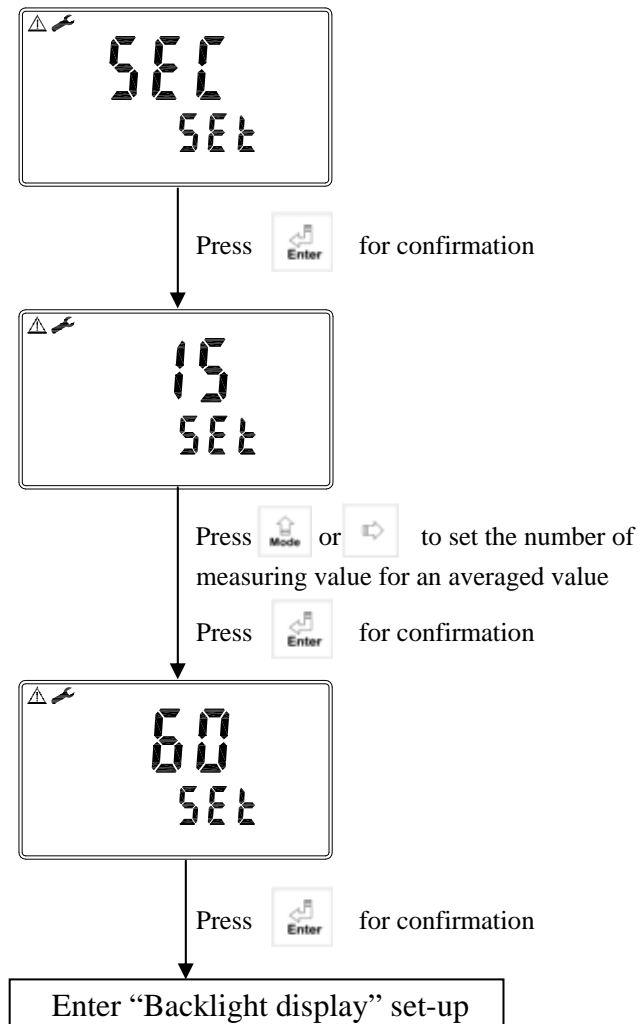 SEC
SEt
Press Enter for confirmation
15
SEt
Press Mode or to set the number of
measuring value for an averaged value
Press Enter for confirmation
60
SEt
Press Enter for confirmation
Enter “Backlight display” set-up